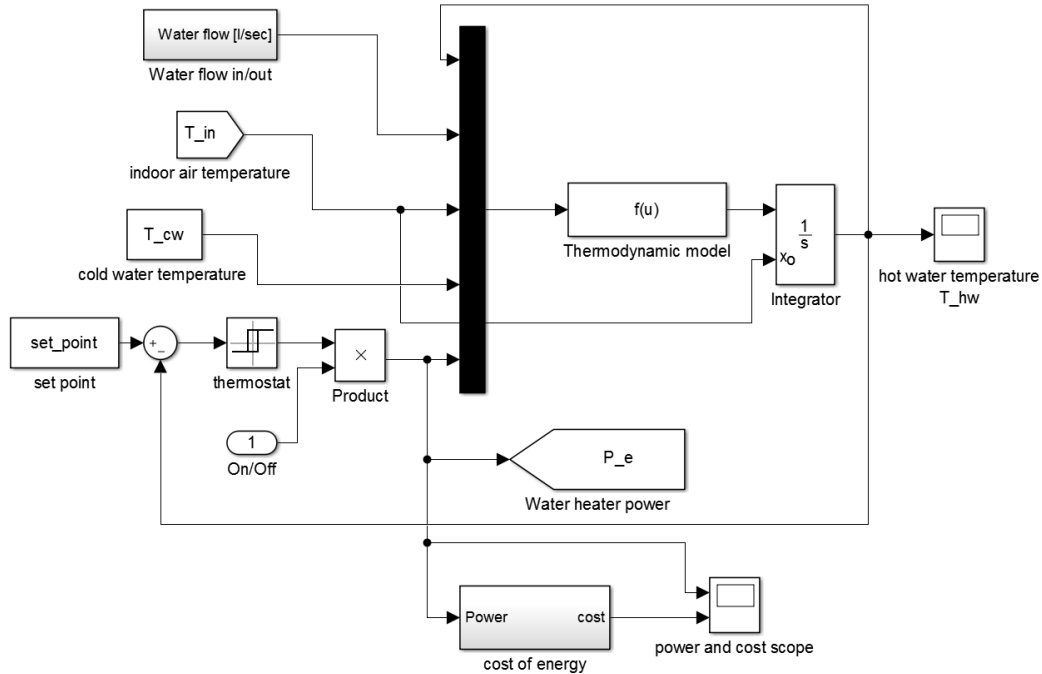 Water flow [l/sec]
Water flow in/out
T_in
indoor air temperature
T_cw
cold water temperature
f(u)
Thermodynamic model
1
s
xo
Integrator
hot water temperature
T_hw
set_point
set point
+
−
thermostat
×
Product
1
On/Off
P_e
Water heater power
Power cost
cost of energy
power and cost scope